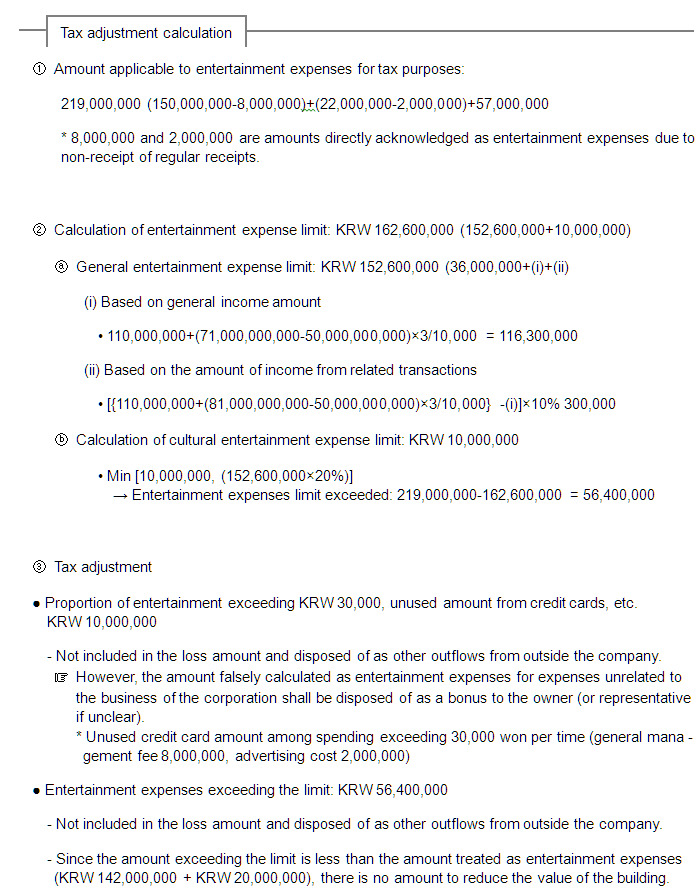 Tax adjustment calculation
① Amount applicable to entertainment expenses for tax purposes:
219,000,000 (150,000,000-8,000,000)+(22,000,000-2,000,000)+57,000,000
* 8,000,000 and 2,000,000 are amounts directly acknowledged as entertainment expenses due to
non-receipt of regular receipts.
② Calculation of entertainment expense limit: KRW 162,600,000 (152,600,000+10,000,000)
ⓐ General entertainment expense limit: KRW 152,600,000 (36,000,000+(i)+(ii)
(i) Based on general income amount
• 110,000,000+(71,000,000,000-50,000,000,000)×3/10,000 = 116,300,000
(ii) Based on the amount of income from related transactions
• [{110,000,000+(81,000,000,000-50,000,000,000)×3/10,000} -(i)]×10% 300,000
ⓑ Calculation of cultural entertainment expense limit: KRW 10,000,000
• Min [10,000,000, (152,600,000×20%)]
→ Entertainment expenses limit exceeded: 219,000,000-162,600,000 = 56,400,000
③ Tax adjustment
● Proportion of entertainment exceeding KRW 30,000, unused amount from credit cards, etc.
KRW 10,000,000
- Not included in the loss amount and disposed of as other outflows from outside the company.
☞ However, the amount falsely calculated as entertainment expenses for expenses unrelated to
the business of the corporation shall be disposed of as a bonus to the owner (or representative
if unclear).
* Unused credit card amount among spending exceeding 30,000 won per time (general mana -
gement fee 8,000,000, advertising cost 2,000,000)
● Entertainment expenses exceeding the limit: KRW 56,400,000
- Not included in the loss amount and disposed of as other outflows from outside the company.
- Since the amount exceeding the limit is less than the amount treated as entertainment expenses
(KRW 142,000,000 + KRW 20,000,000), there is no amount to reduce the value of the building.